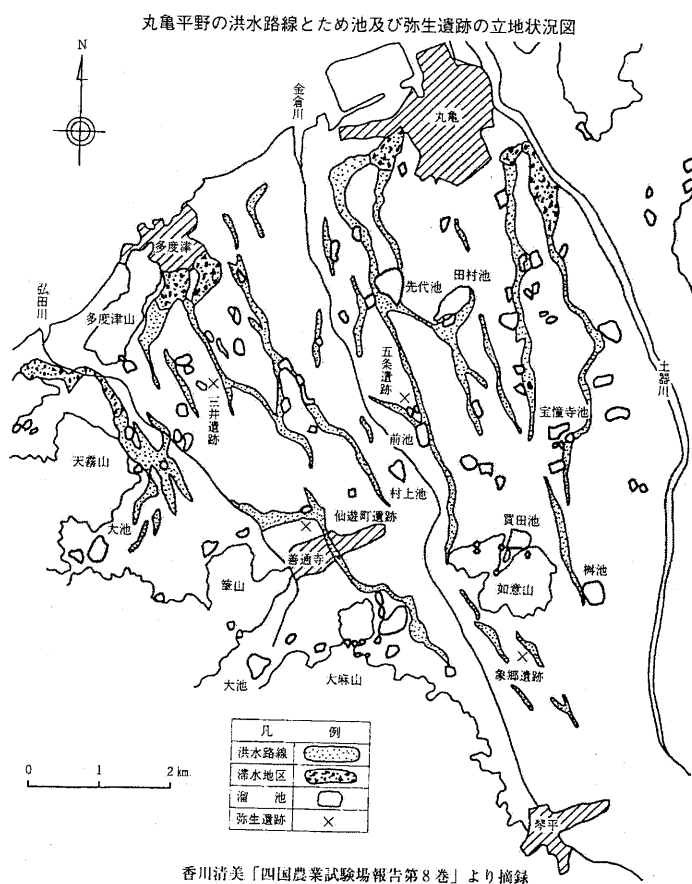 丸亀平野の洪水路線とため池及び弥生遺跡の立地状況図
N
金倉川
丸亀
多度津
弘田川
多度津山
先代池
田村池
五条遺跡
三井遺跡
土器川
宝憧寺池
前池
天霧山
村上池
大池
仙遊町遺跡
買田池
善通寺
桝池
筆山
如意山
大池
大麻山
象郷遺跡
凡 例
洪水路線
滞水地区
溜 池
弥生遺跡 ×
0 1 2 km
琴平
香川清美「四国農業試験場報告第8巻」より摘録